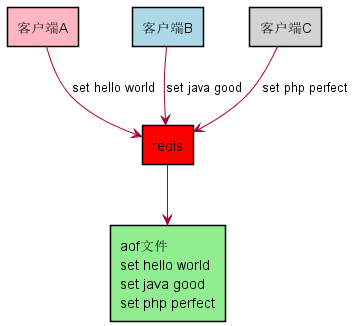 客户端A
客户端B
客户端C
set hello world
set java good
set php perfect
redis
aof文件
set hello world
set java good
set php perfect